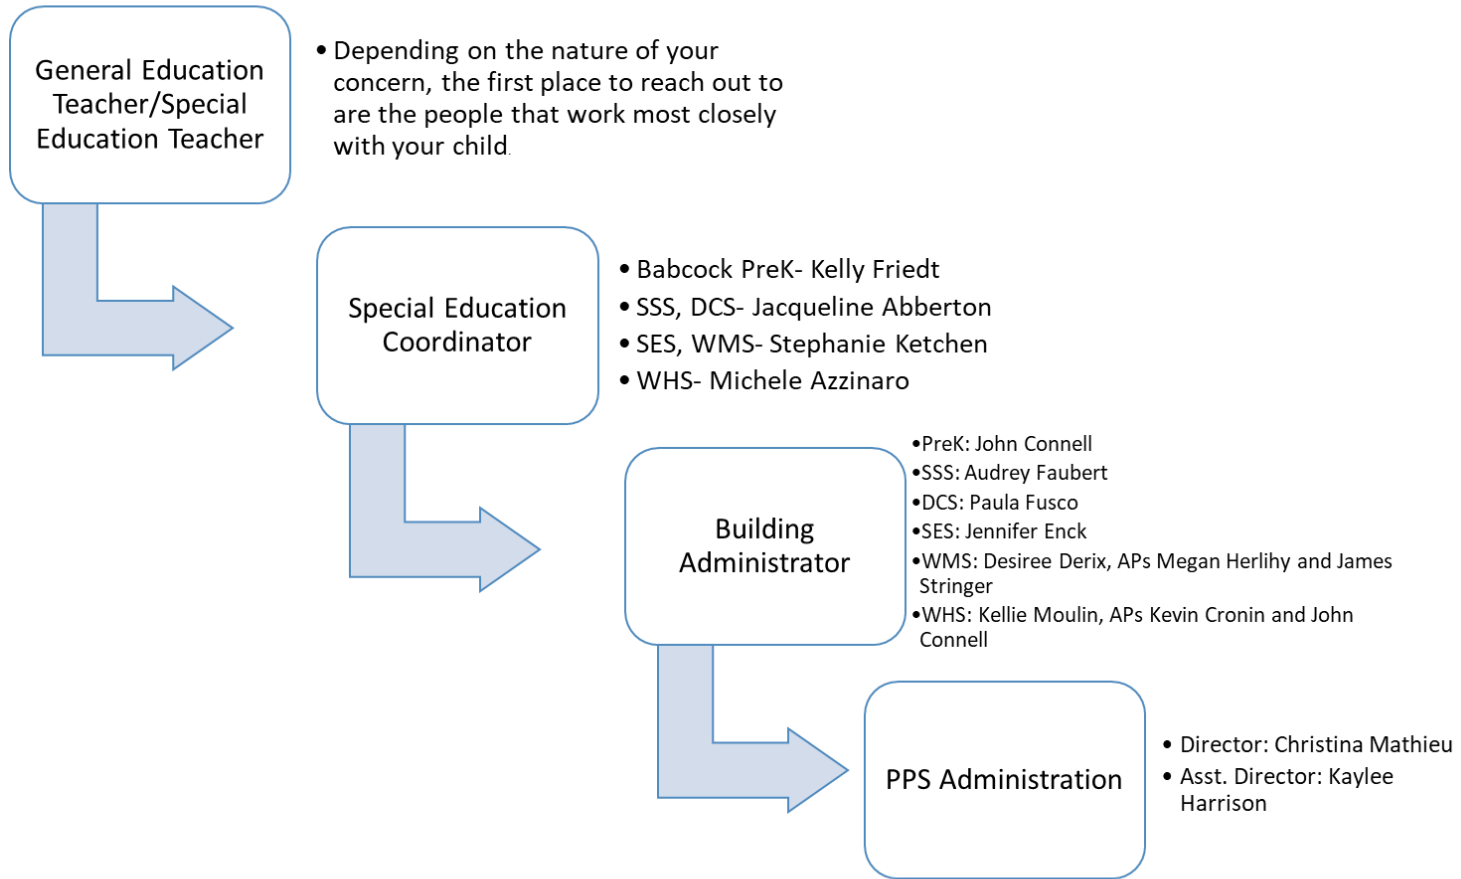 General Education
Teacher/Special
Education Teacher
• Depending on the nature of your
concern, the first place to reach out to
are the people that work most closely
with your child.
Special Education
Coordinator
• Babcock PreK- Kelly Friedt
• SSS, DCS- Jacqueline Abberton
• SES, WMS- Stephanie Ketchen
• WHS- Michele Azzinaro
Building
Administrator
•PreK: John Connell
•SSS: Audrey Faubert
•DCS: Paula Fusco
•SES: Jennifer Enck
•WMS: Desiree Derix, APs Megan Herlihy and James
Stringer
•WHS: Kellie Moulin, APs Kevin Cronin and John
Connell
PPS Administration
• Director: Christina Mathieu
• Asst. Director: Kaylee
Harrison